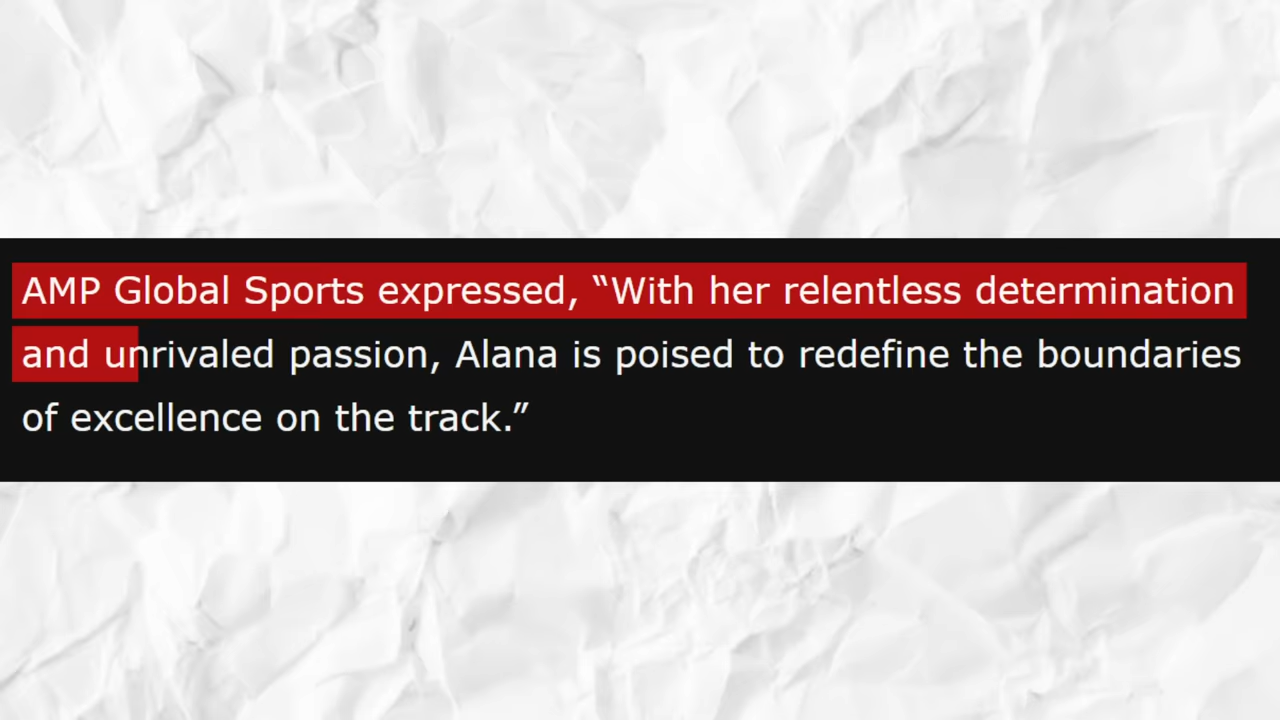 AMP Global Sports expressed, “With her relentless determination
and unrivaled passion, Alana is poised to redefine the boundaries
of excellence on the track.”